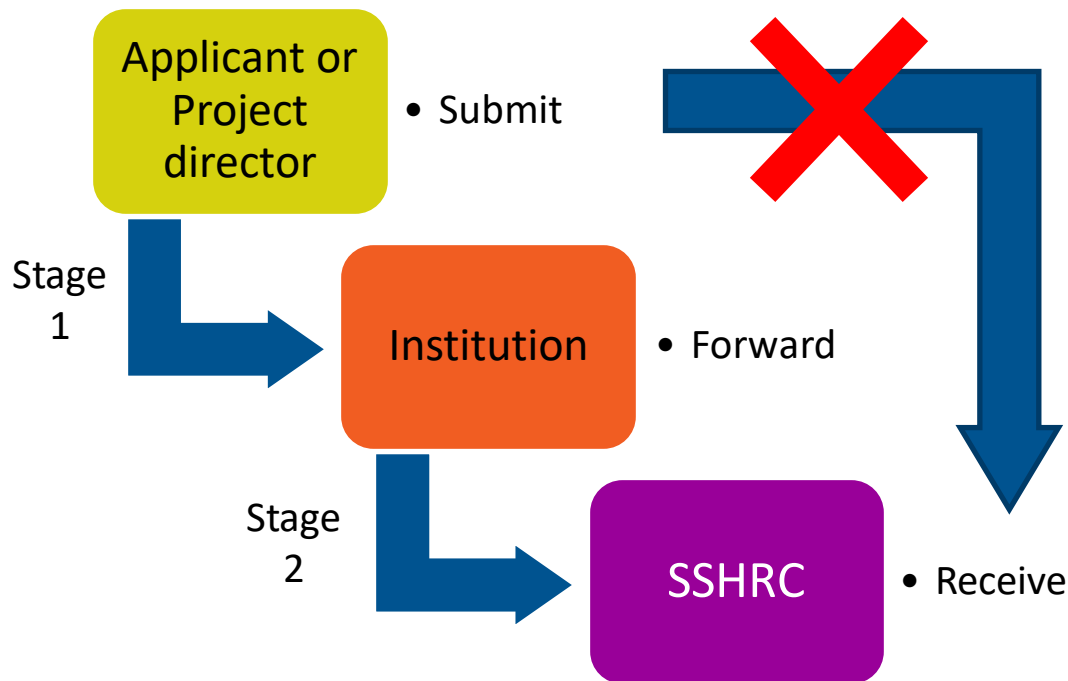 Applicant or
Project
director
• Submit
Stage
1
Institution
• Forward
Stage
2
SSHRC
• Receive